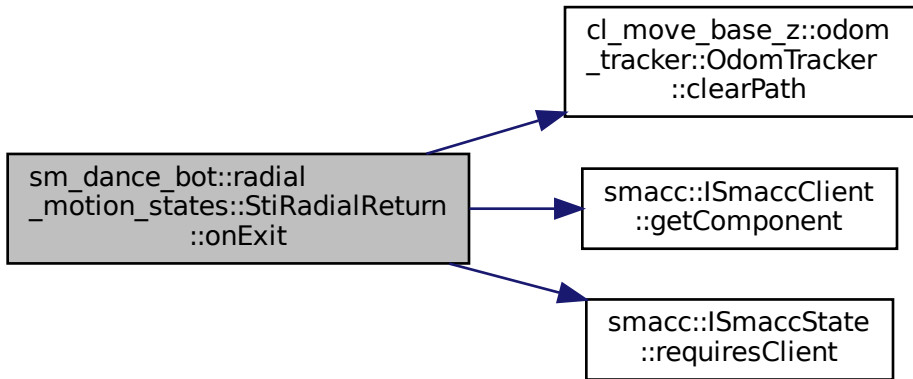 cl_move_base_z::odom
_tracker::OdomTracker
::clearPath
sm_dance_bot::radial
_motion_states::StiRadialReturn
::onExit
smacc::ISmaccClient
::getComponent
smacc::ISmaccState
::requiresClient